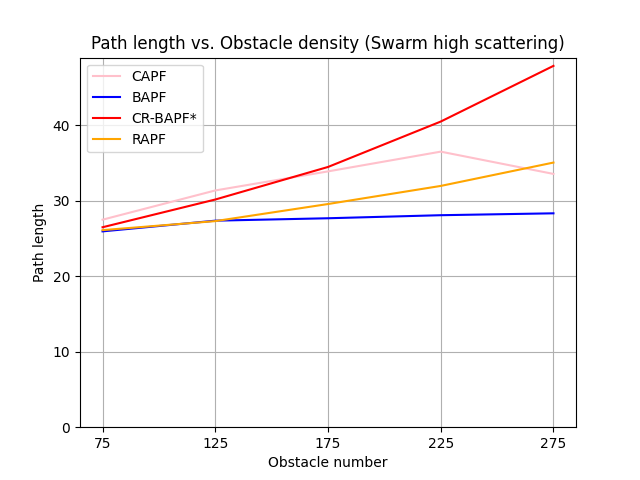 Path length vs. Obstacle density (Swarm high scattering)
CAPF
BAPF
CR-BAPF*
RAPF
40
30
20
10
0
Path length
75 125 175 225 275
Obstacle number